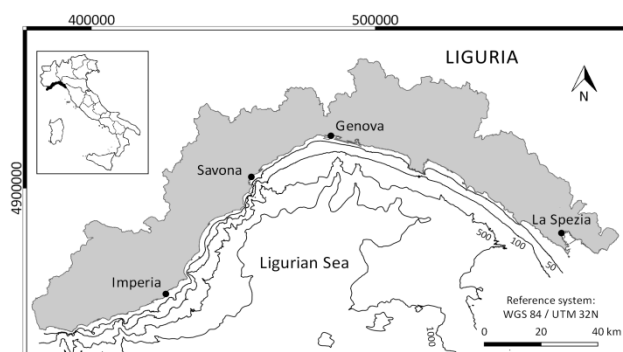 400000
500000
LIGURIA
N
Genova
Savona
4900000
La Spezia
500
100
50
Imperia
Ligurian Sea
Reference system:
WGS 84 / UTM 32N
1000
0
20
40 km